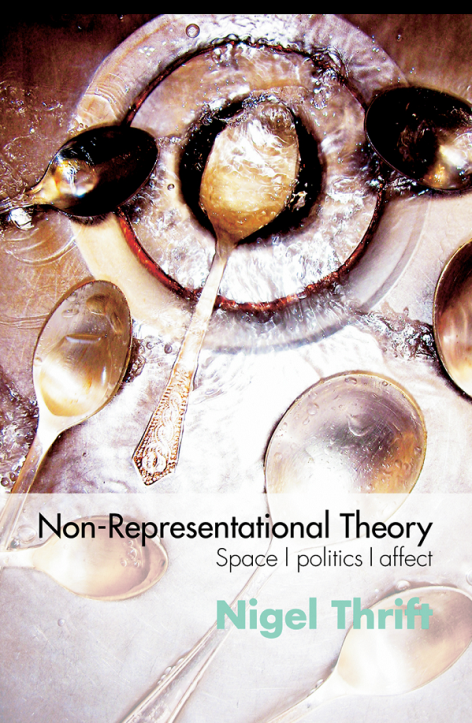 Non-Representational Theory
Space | politics | affect
Nigel Thrift